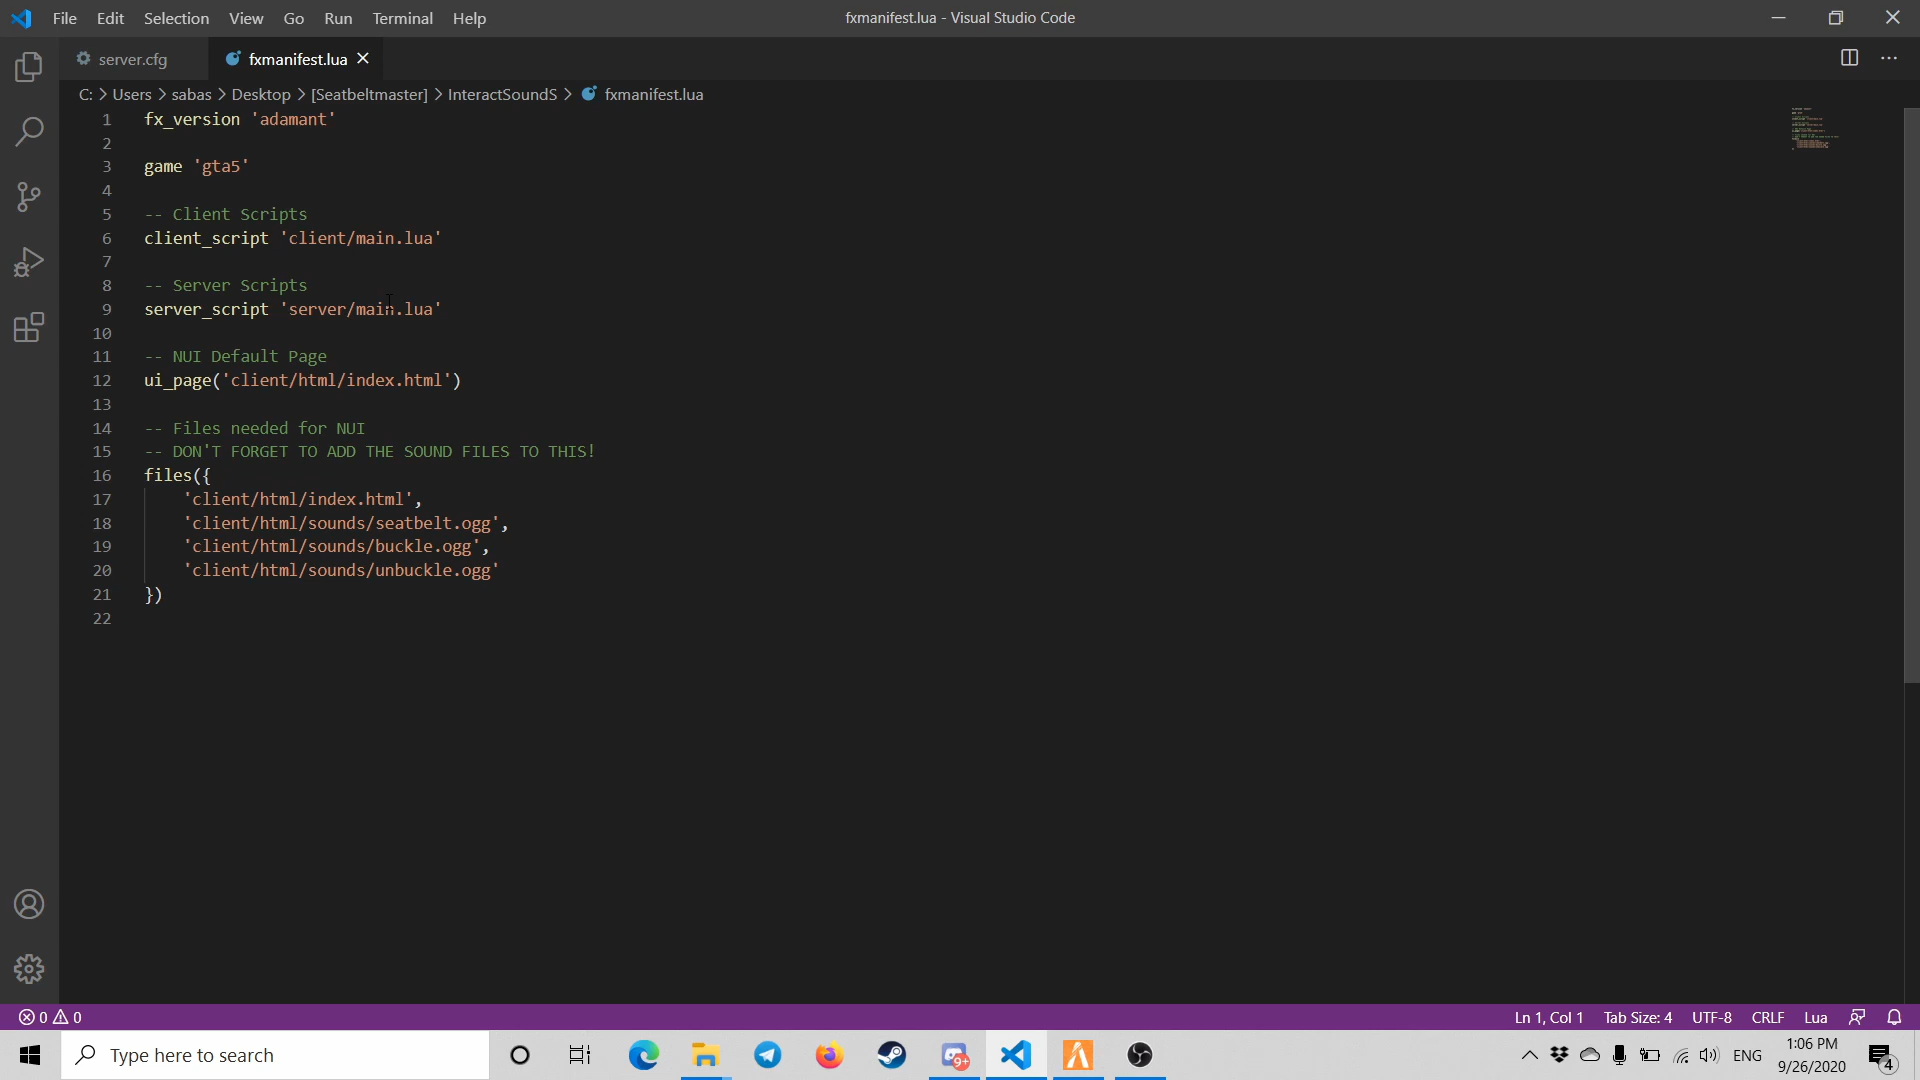 File Edit Selection View Go Run Terminal Help
fxmanifest.lua - Visual Studio Code
server.cfg
fxmanifest.lua
C: > Users > sabas > Desktop > [Seatbeltmaster] > InteractSoundS > fxmanifest.lua
1 fx_version 'adamant'
2
3 game 'gta5'
4
5 -- Client Scripts
6 client_script 'client/main.lua'
7
8 -- Server Scripts
9 server_script 'server/main.lua'
10
11 -- NUI Default Page
12 ui_page('client/html/index.html')
13
14 -- Files needed for NUI
15 -- DON'T FORGET TO ADD THE SOUND FILES TO THIS!
16 files({
17 'client/html/index.html',
18 'client/html/sounds/seatbelt.ogg',
19 'client/html/sounds/buckle.ogg',
20 'client/html/sounds/unbuckle.ogg'
21 })
22
0 0
Ln 1, Col 1 Tab Size: 4 UTF-8 CRLF Lua
Type here to search
9+
ENG
1:06 PM
9/26/2020
4